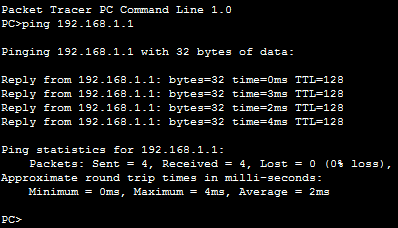 Packet Tracer PC Command Line 1.0
PC>ping 192.168.1.1
Pinging 192.168.1.1 with 32 bytes of data:
Reply from 192.168.1.1: bytes=32 time=0ms TTL=128
Reply from 192.168.1.1: bytes=32 time=3ms TTL=128
Reply from 192.168.1.1: bytes=32 time=2ms TTL=128
Reply from 192.168.1.1: bytes=32 time=4ms TTL=128
Ping statistics for 192.168.1.1:
    Packets: Sent = 4, Received = 4, Lost = 0 (0% loss),
Approximate round trip times in milli-seconds:
    Minimum = 0ms, Maximum = 4ms, Average = 2ms
PC>